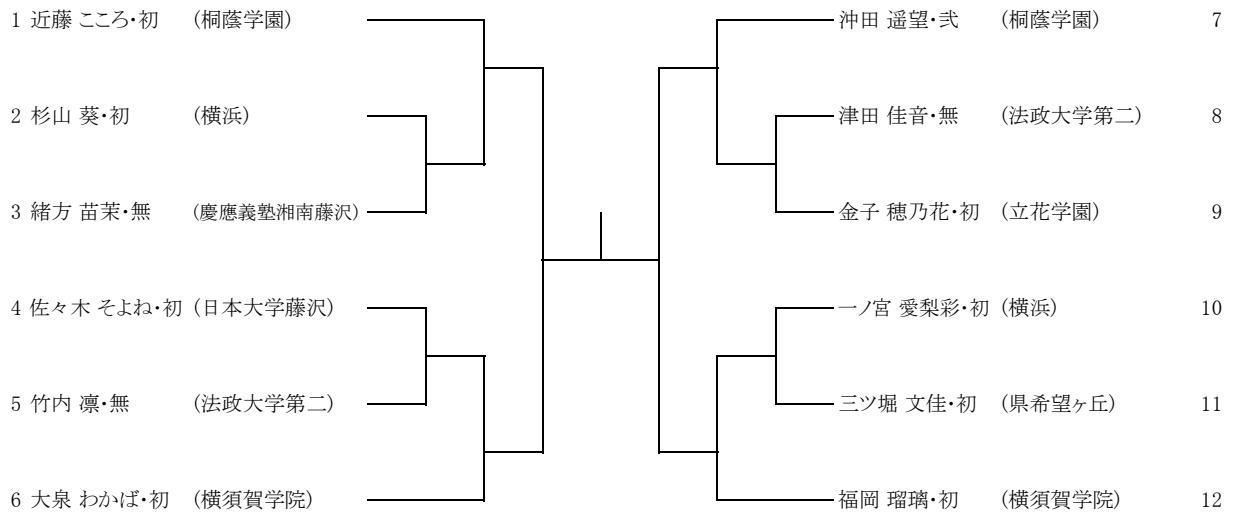 1 近藤 こころ・初 (桐蔭学園)
2 杉山 葵・初 (横浜)
3 緒方 苗茉・無 (慶應義塾湘南藤沢)
4 佐々木 そよね・初 (日本大学藤沢)
5 竹内 凛・無 (法政大学第二)
6 大泉 わかば・初 (横須賀学院)
沖田 遥望・弐 (桐蔭学園) 7
津田 佳音・無 (法政大学第二) 8
金子 穂乃花・初 (立花学園) 9
一ノ宮 愛梨彩・初 (横浜) 10
三ツ堀 文佳・初 (県希望ヶ丘) 11
福岡 瑠璃・初 (横須賀学院) 12